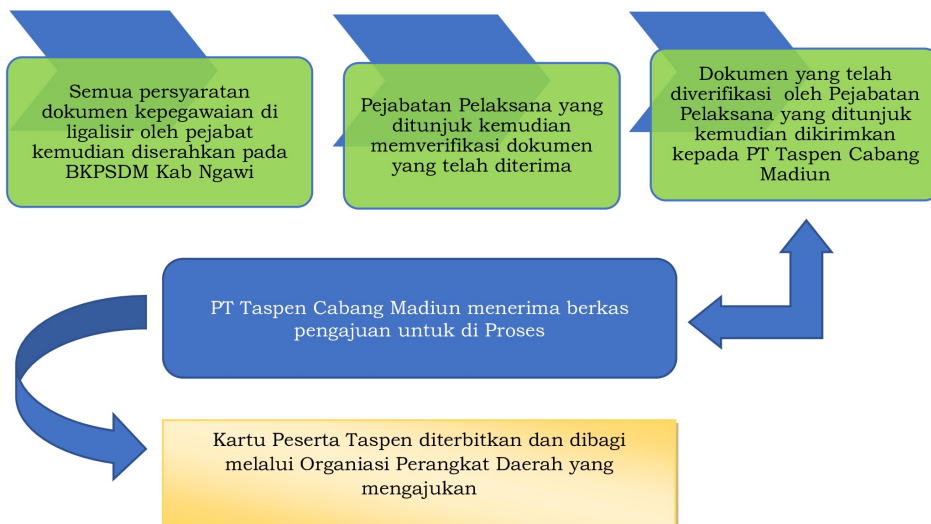 Semua persyaratan
dokumen kepegawaian di
ligalisir oleh pejabat
kemudian diserahkan pada
BKPSDM Kab Ngawi
Pejabatan Pelaksana yang
ditunjuk kemudian
memverifikasi dokumen
yang telah diterima
Dokumen yang telah
diverifikasi oleh Pejabatan
Pelaksana yang ditunjuk
kemudian dikirimkan
kepada PT Taspen Cabang
Madiun
PT Taspen Cabang Madiun menerima berkas
pengajuan untuk di Proses
Kartu Peserta Taspen diterbitkan dan dibagi
melalui Organiasi Perangkat Daerah yang
mengajukan